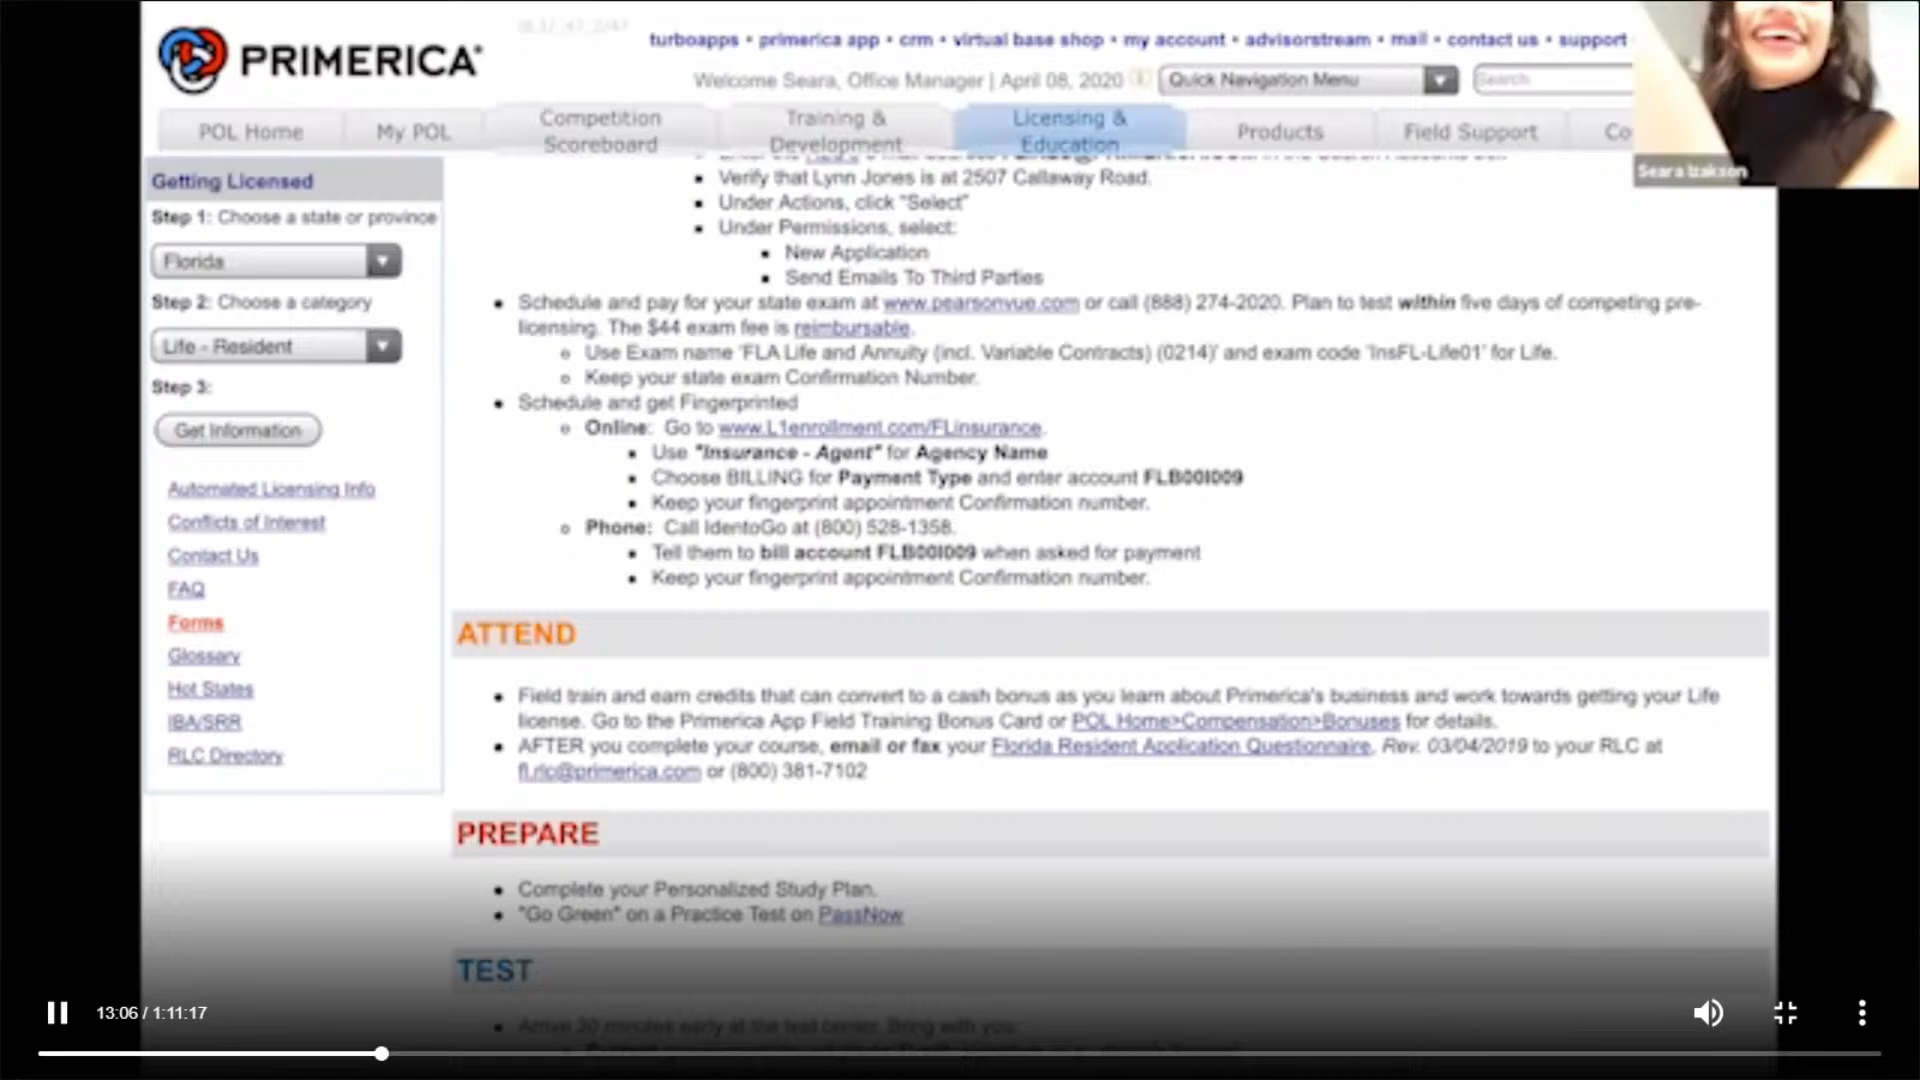 PRIMERICA
turboapps • primerica app • crm • virtual base shop • my account • advisorstream • mail • contact us • support
Welcome Seara, Office Manager | April 08, 2020
Quick Navigation Menu
Search
POL Home
My POL
Competition Scoreboard
Training & Development
Licensing & Education
Products
Field Support
Co
Seara Izakson
Getting Licensed
Step 1: Choose a state or province
Florida
Step 2: Choose a category
Life - Resident
Step 3:
Get Information
Automated Licensing Info
Conflicts of Interest
Contact Us
FAQ
Forms
Glossary
Hot States
IBA/SRR
RLC Directory
▪ Verify that Lynn Jones is at 2507 Callaway Road.
▪ Under Actions, click "Select"
▪ Under Permissions, select:
▪ New Application
▪ Send Emails To Third Parties
• Schedule and pay for your state exam at www.pearsonvue.com or call (888) 274-2020. Plan to test within five days of competing pre-
licensing. The $44 exam fee is reimbursable.
○ Use Exam name 'FLA Life and Annuity (incl. Variable Contracts) (0214)' and exam code 'InsFL-Life01' for Life.
○ Keep your state exam Confirmation Number.
• Schedule and get Fingerprinted
○ Online: Go to www.L1enrollment.com/FLinsurance.
▪ Use "Insurance - Agent" for Agency Name
▪ Choose BILLING for Payment Type and enter account FLB00I009
▪ Keep your fingerprint appointment Confirmation number.
○ Phone: Call IdentoGo at (800) 528-1358.
▪ Tell them to bill account FLB00I009 when asked for payment
▪ Keep your fingerprint appointment Confirmation number.
ATTEND
• Field train and earn credits that can convert to a cash bonus as you learn about Primerica's business and work towards getting your Life
license. Go to the Primerica App Field Training Bonus Card or POL Home>Compensation>Bonuses for details.
• AFTER you complete your course, email or fax your Florida Resident Application Questionnaire, Rev. 03/04/2019 to your RLC at
fl.rlc@primerica.com or (800) 381-7102
PREPARE
• Complete your Personalized Study Plan.
• "Go Green" on a Practice Test on PassNow
TEST
• Arrive 30 minutes early at the test center. Bring with you:
13:06 / 1:11:17